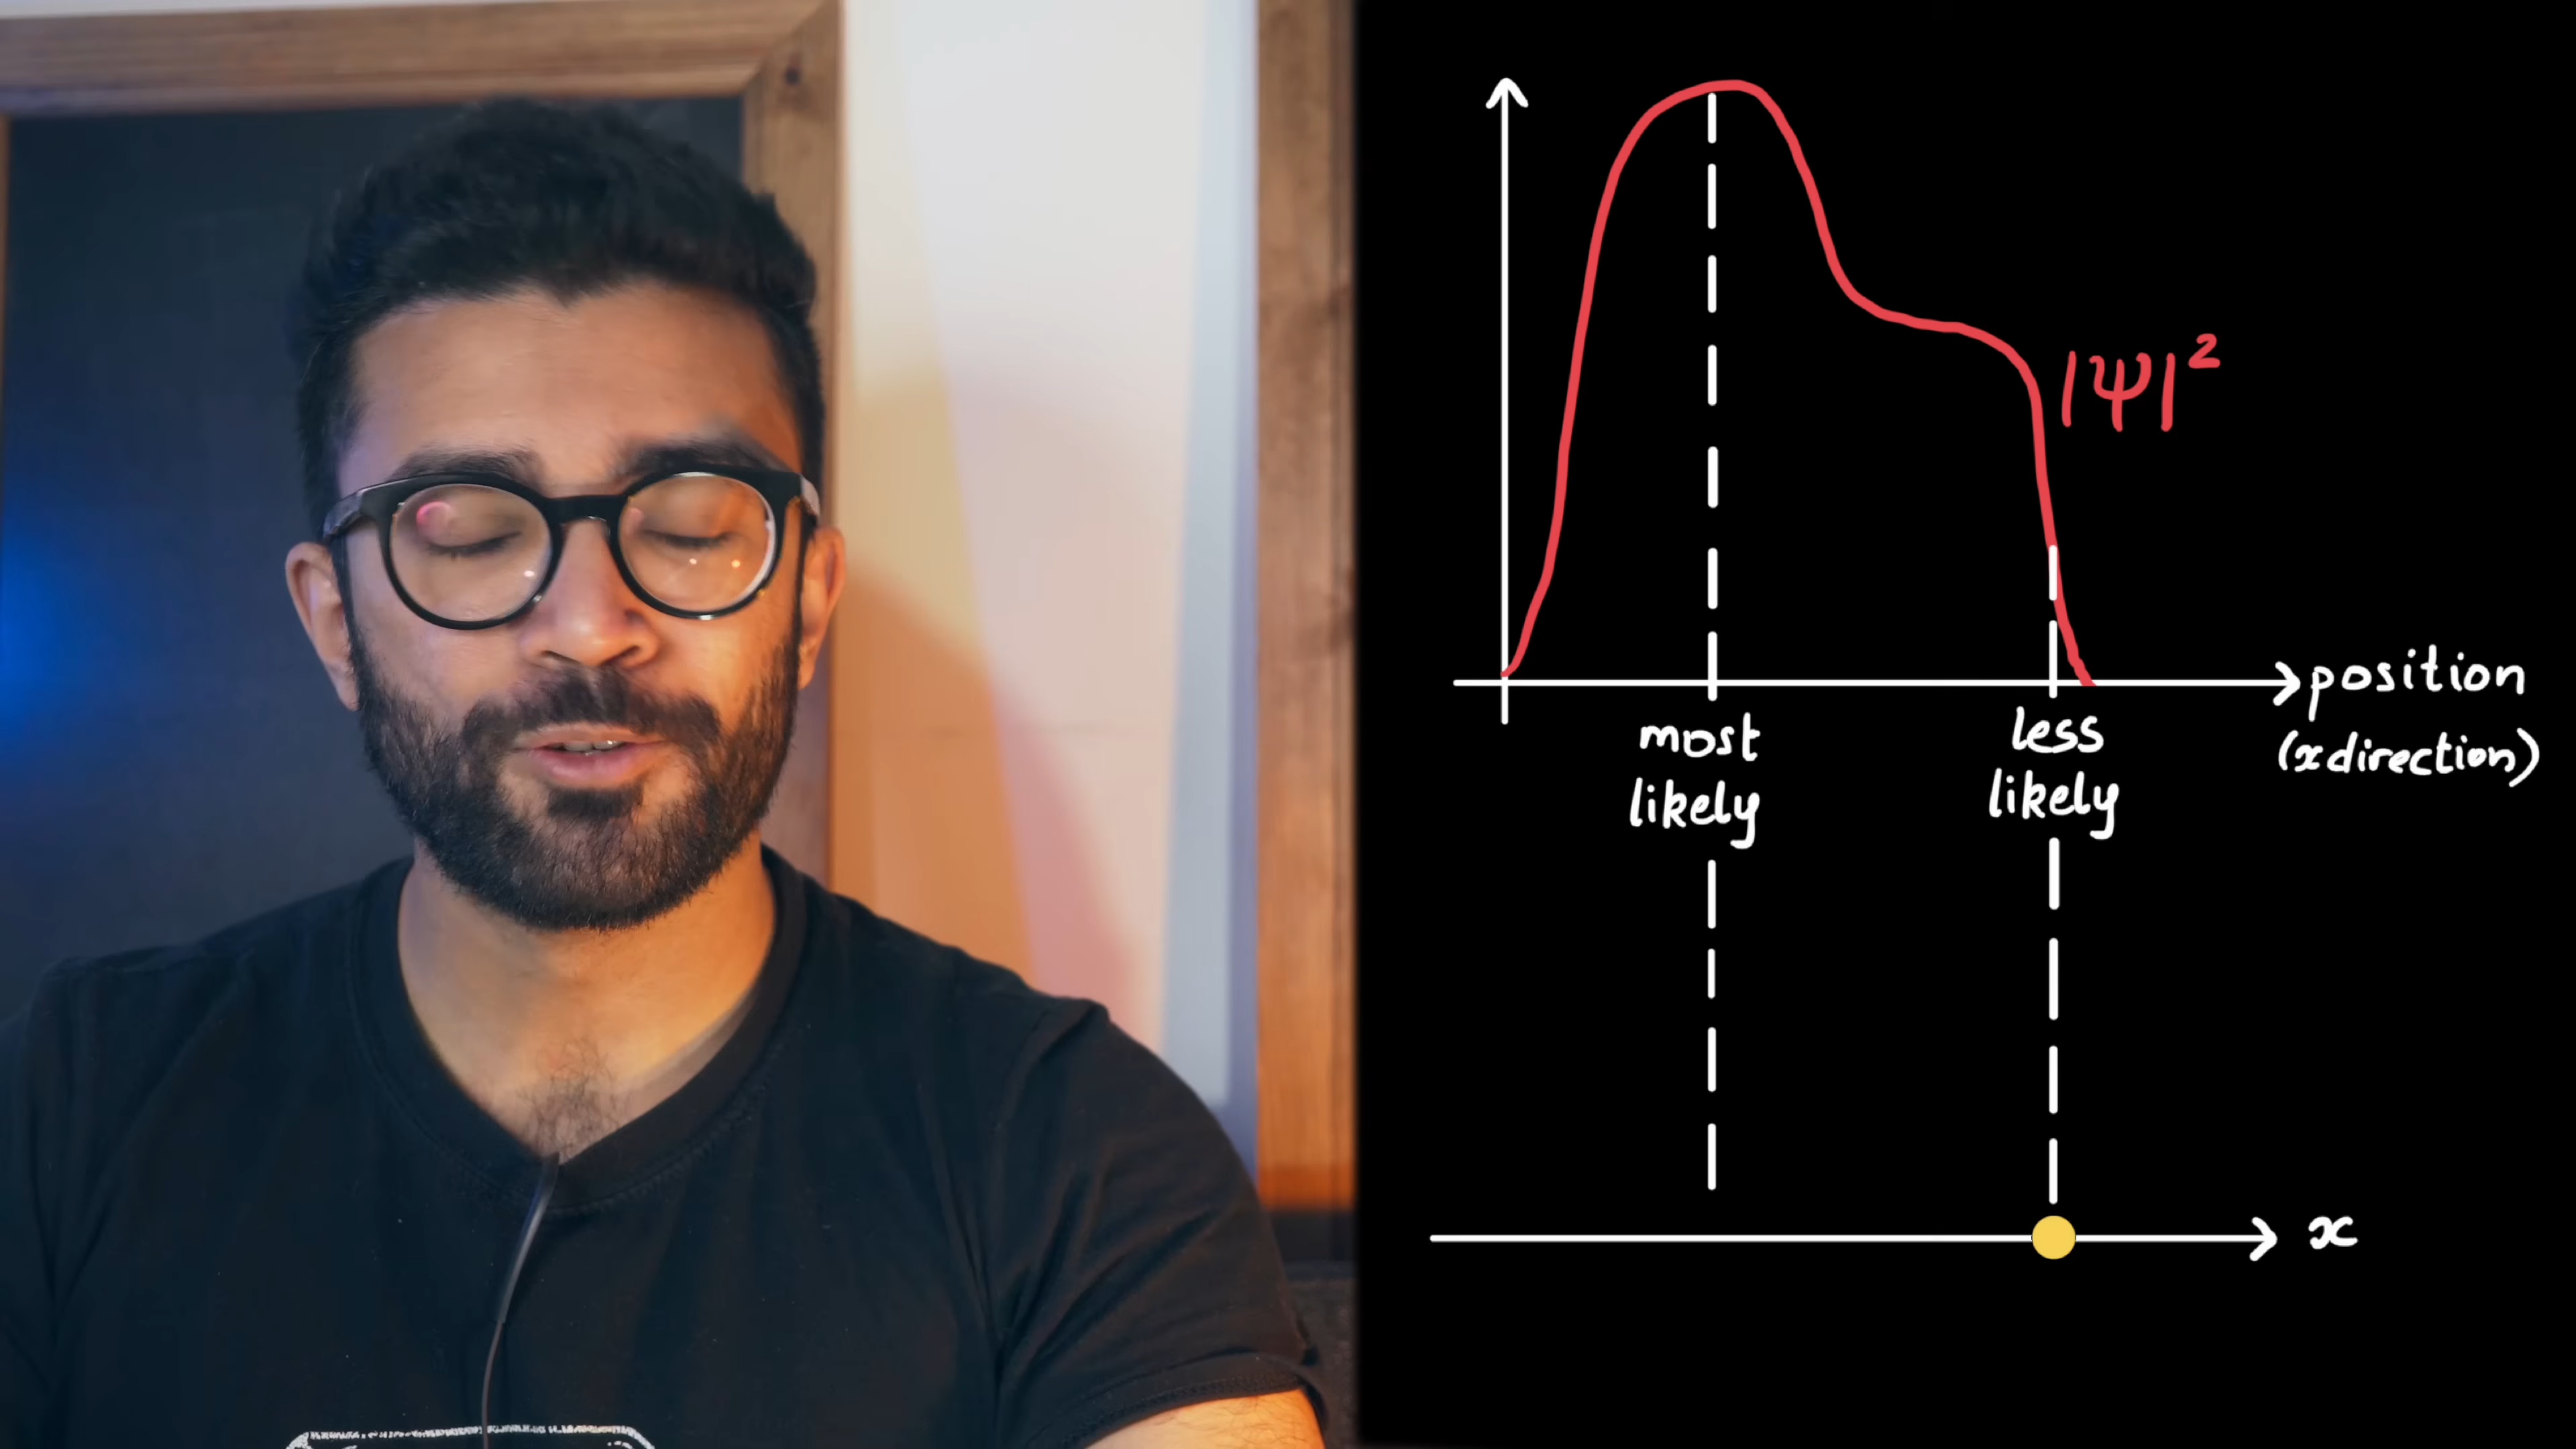 |ψ|²
position
(x direction)
most
likely
less
likely
x